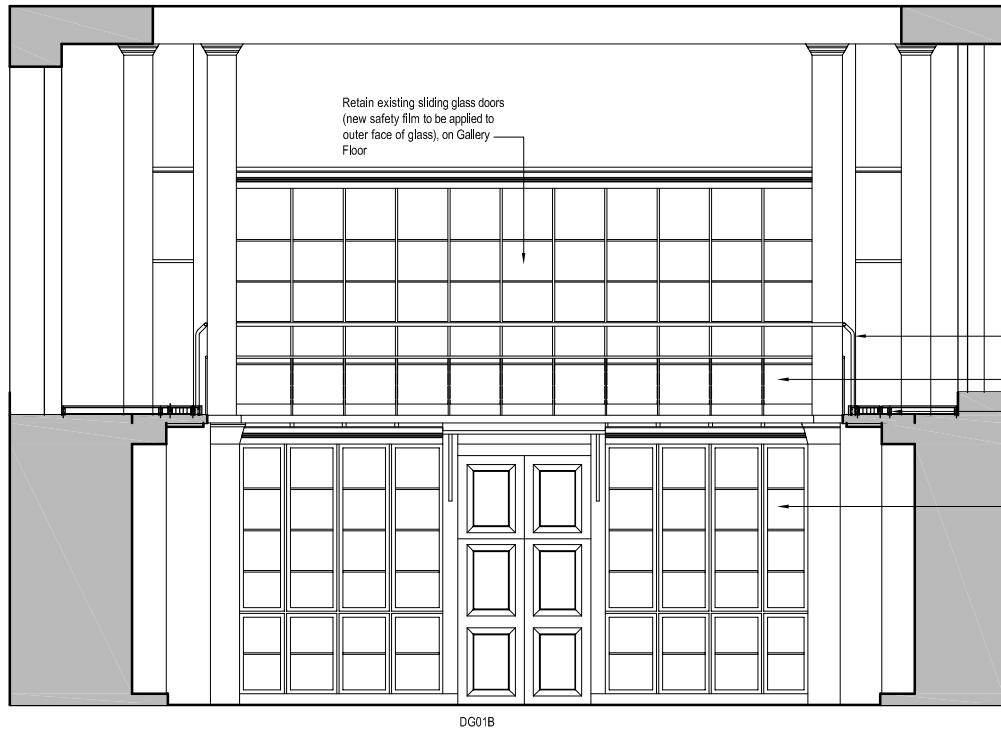 Retain existing sliding glass doors
(new safety film to be applied to
outer face of glass), on Gallery
Floor
DG01B